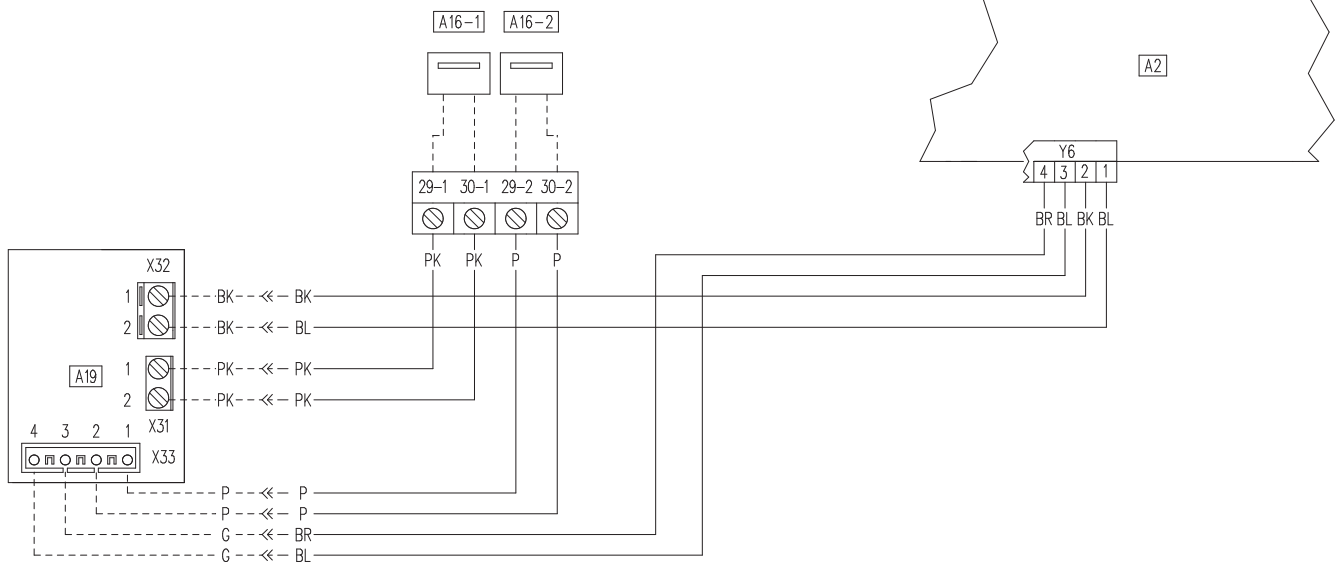 A16-1 A16-2
A2
Y6
4 3 2 1
29-1 30-1 29-2 30-2
BR BL BK BL
PK PK P P
X32
1 BK BK
2 BK BL
1 PK PK
A19
2 PK PK
X31
4 3 2 1
X33
P P
P P
G BR
G BL